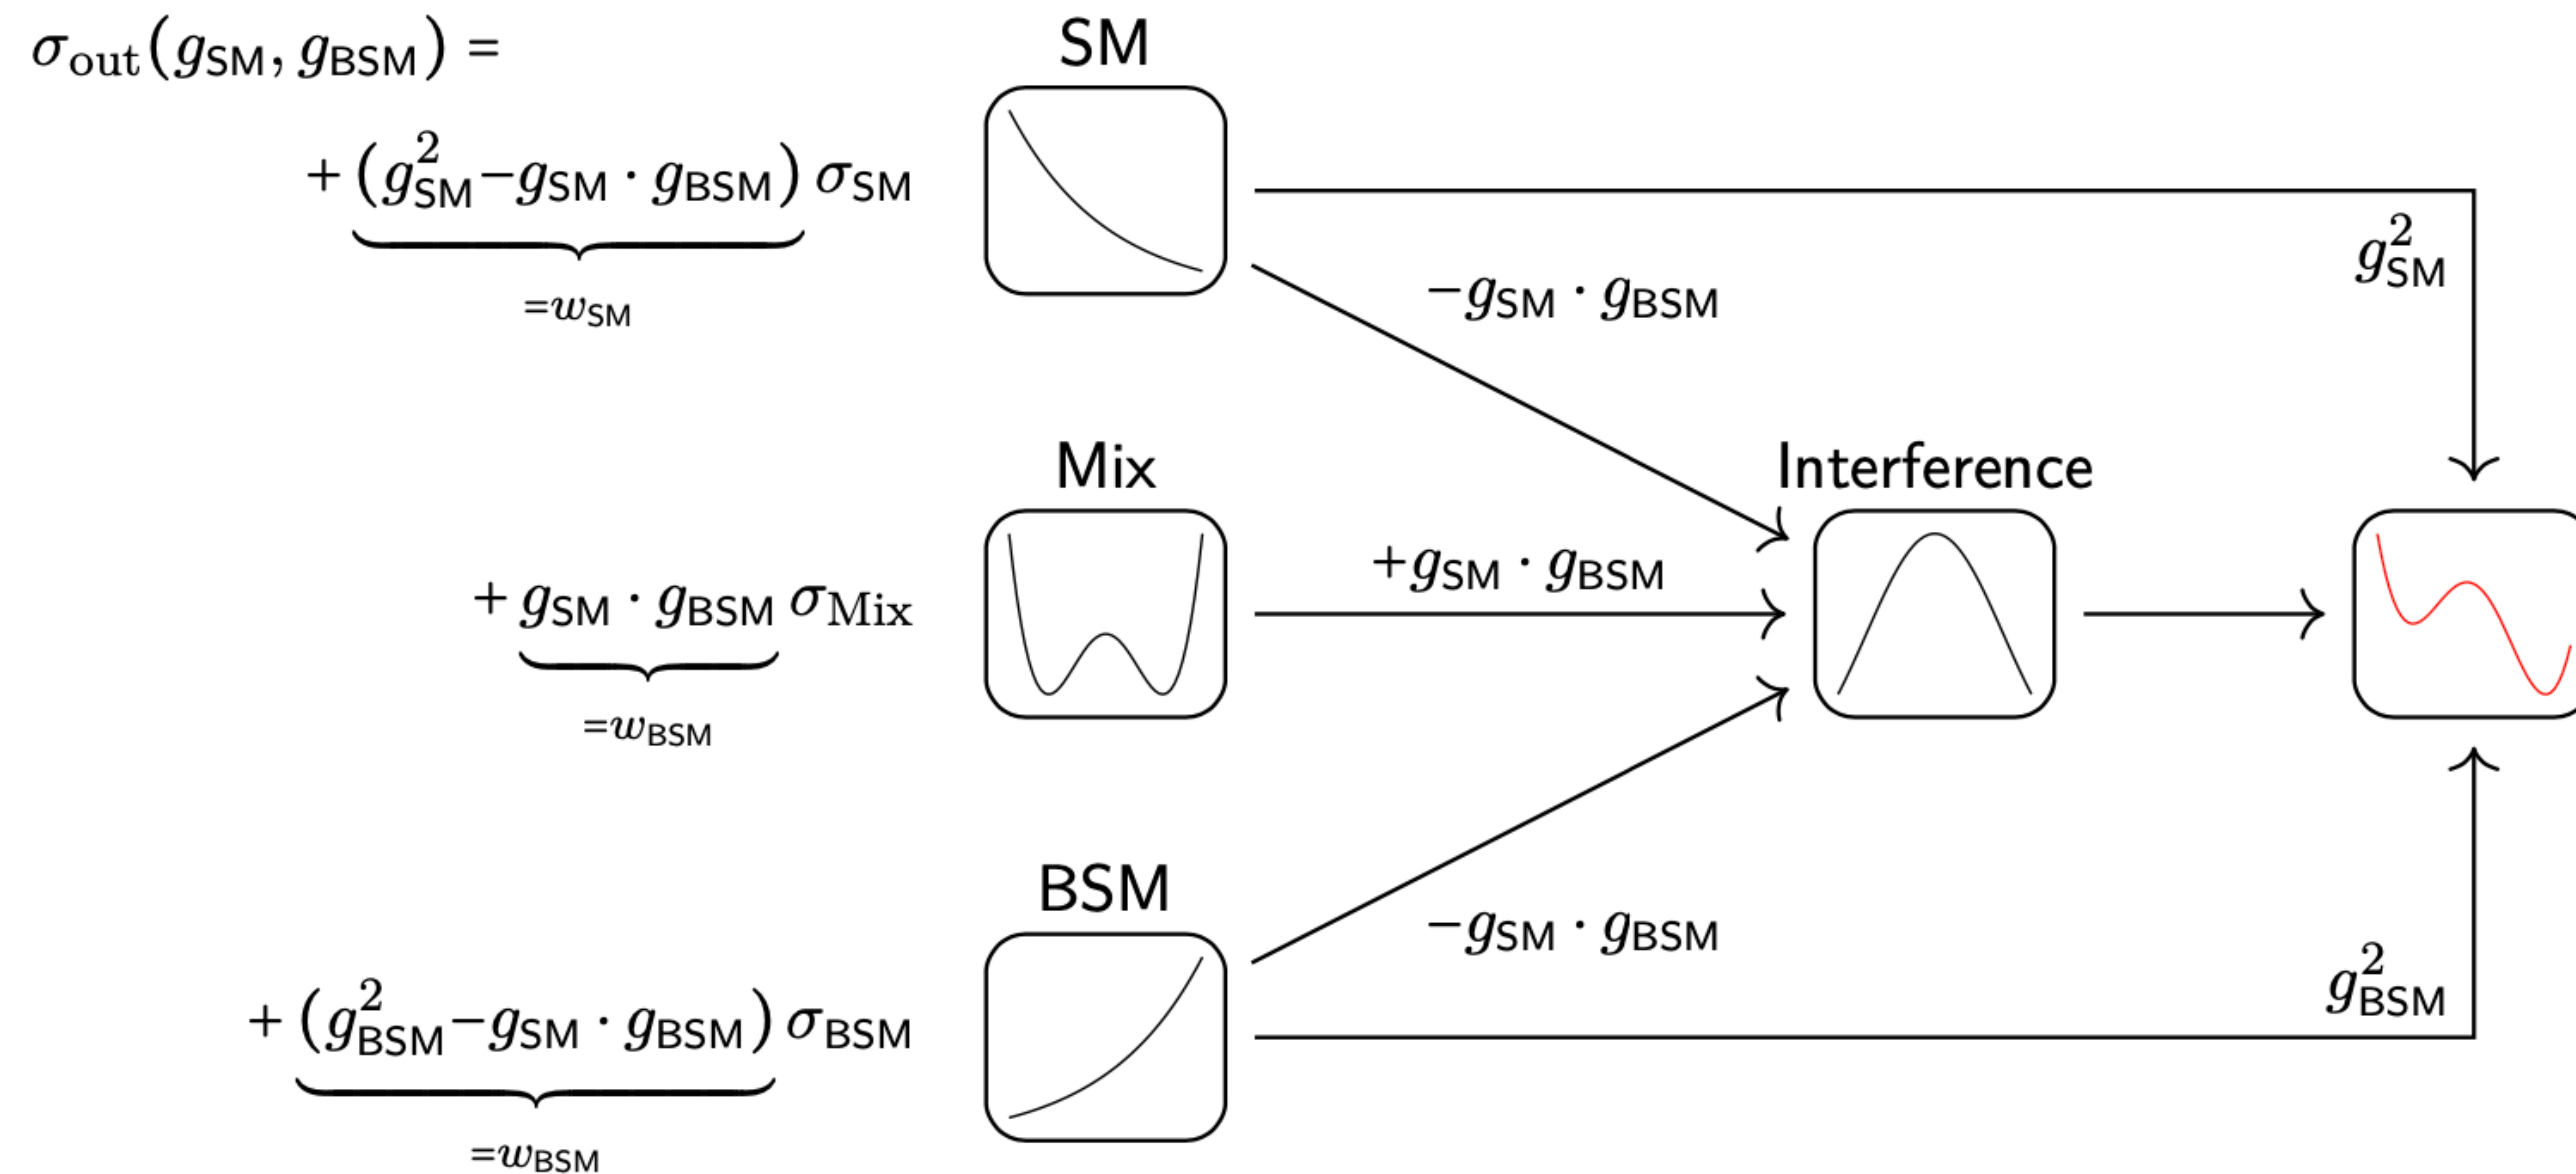 σ_out(g_SM, g_BSM) =
SM
+ (g²_SM − g_SM · g_BSM) σ_SM
=w_SM
g²_SM
−g_SM · g_BSM
Mix
Interference
+ g_SM · g_BSM σ_Mix
=w_BSM
+g_SM · g_BSM
BSM
−g_SM · g_BSM
g²_BSM
+ (g²_BSM − g_SM · g_BSM) σ_BSM
=w_BSM